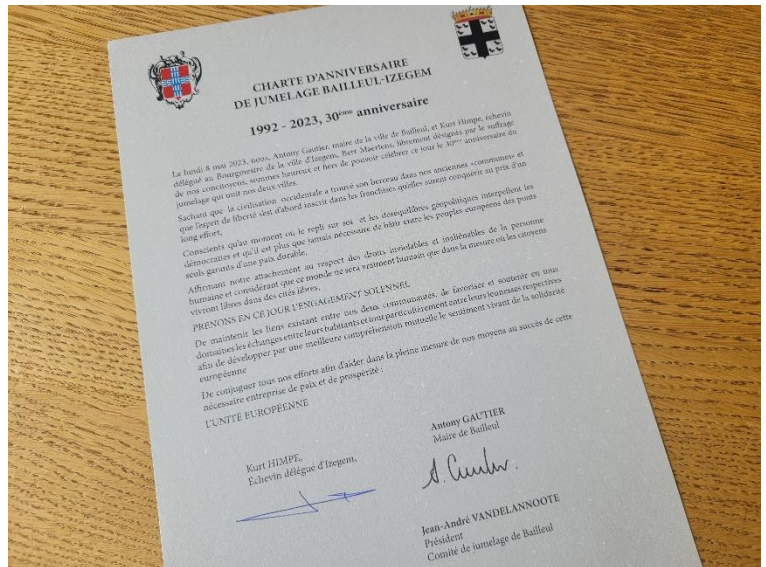 CHARTE D'ANNIVERSAIRE
DE JUMELAGE BAILLEUL-IZEGEM
1992 - 2023, 30ème anniversaire
Le lundi 8 mai 2023, nous, Antony Gautier, maire de la ville de Bailleul, et Kurt Himpe, échevin
délégué au Bourgmestre de la ville d'Izegem, Bert Maertens, librement désignés par le suffrage
de nos concitoyens, sommes heureux et fiers de pouvoir célébrer ce jour le 30ème anniversaire du
jumelage qui unit nos deux villes.
Sachant que la civilisation occidentale a trouvé son berceau dans nos anciennes «communes» et
que l'esprit de liberté s'est d'abord inscrit dans les franchises qu'elles surent conquérir au prix d'un
long effort,
Conscients qu'au moment où, le repli sur soi et les déséquilibres géopolitiques interpellent les
démocraties et qu'il est plus que jamais nécessaire de bâtir entre les peuples européens des ponts
seuls garants d'une paix durable,
Affirmant notre attachement au respect des droits inviolables et inaliénables de la personne
humaine et considérant que ce monde ne sera vraiment humain que dans la mesure où les citoyens
vivront libres dans des cités libres,
PRENONS EN CE JOUR L'ENGAGEMENT SOLENNEL
De maintenir les liens existant entre nos deux communautés, de favoriser et soutenir en tous
domaines les échanges entre leurs habitants et tout particulièrement entre leurs jeunesses respectives
afin de développer par une meilleure compréhension mutuelle le sentiment vivant de la solidarité
européenne
De conjuguer tous nos efforts afin d'aider dans la pleine mesure de nos moyens au succès de cette
nécessaire entreprise de paix et de prospérité :
L'UNITÉ EUROPÉENNE
Kurt HIMPE,
Échevin délégué d'Izegem,
Antony GAUTIER
Maire de Bailleul
Jean-André VANDELANNOOTE
Président
Comité de jumelage de Bailleul